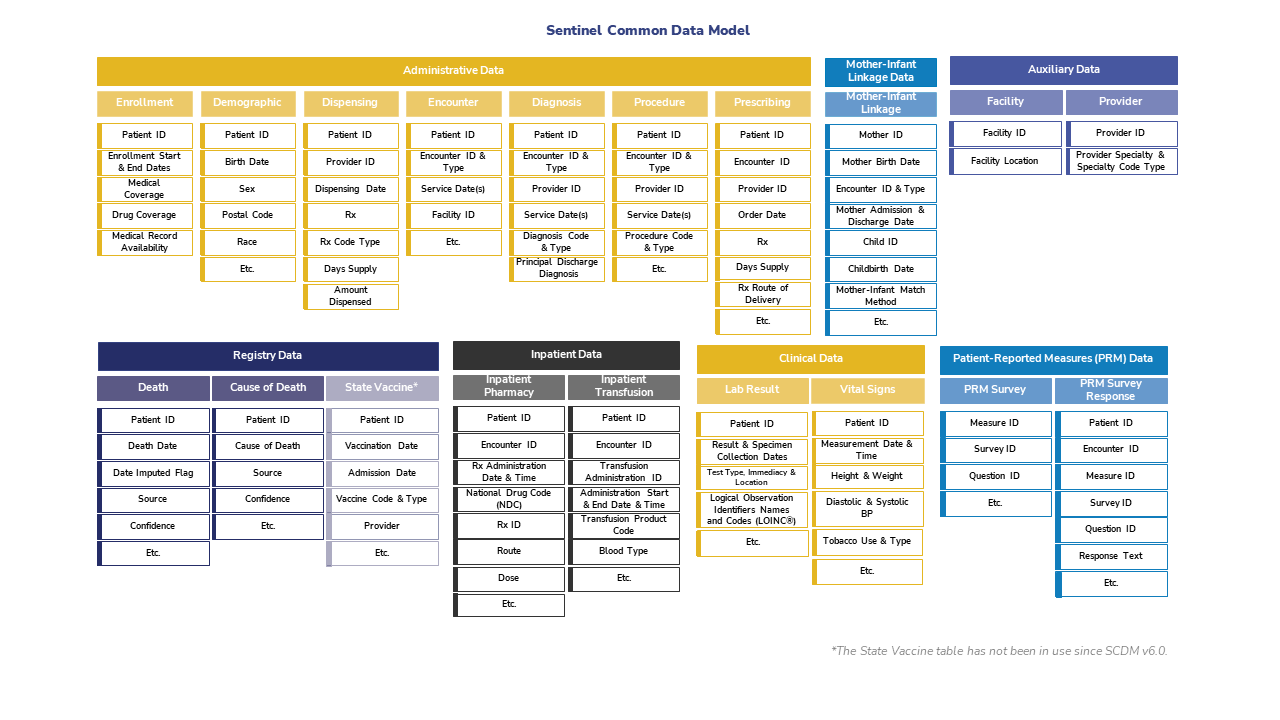 Sentinel Common Data Model
Administrative Data
Enrollment
Patient ID
Enrollment Start
& End Dates
Medical
Coverage
Drug Coverage
Medical Record
Availability
Demographic
Patient ID
Birth Date
Sex
Postal Code
Race
Etc.
Dispensing
Patient ID
Provider ID
Dispensing Date
Rx
Rx Code Type
Days Supply
Amount
Dispensed
Encounter
Patient ID
Encounter ID &
Type
Service Date(s)
Facility ID
Etc.
Diagnosis
Patient ID
Encounter ID &
Type
Provider ID
Service Date(s)
Diagnosis Code
& Type
Principal Discharge
Diagnosis
Procedure
Patient ID
Encounter ID &
Type
Provider ID
Service Date(s)
Procedure Code
& Type
Etc.
Prescribing
Patient ID
Encounter ID
Provider ID
Order Date
Rx
Days Supply
Rx Route of
Delivery
Etc.
Mother-Infant
Linkage Data
Mother-Infant
Linkage
Mother ID
Mother Birth Date
Encounter ID & Type
Mother Admission &
Discharge Date
Child ID
Childbirth Date
Mother-Infant Match
Method
Etc.
Auxiliary Data
Facility
Facility ID
Facility Location
Provider
Provider ID
Provider Specialty &
Specialty Code Type
Registry Data
Death
Patient ID
Death Date
Date Imputed Flag
Source
Confidence
Etc.
Cause of Death
Patient ID
Cause of Death
Source
Confidence
Etc.
State Vaccine*
Patient ID
Vaccination Date
Admission Date
Vaccine Code & Type
Provider
Etc.
Inpatient Data
Inpatient
Pharmacy
Patient ID
Encounter ID
Rx Administration
Date & Time
National Drug Code
(NDC)
Rx ID
Route
Dose
Etc.
Inpatient
Transfusion
Patient ID
Encounter ID
Transfusion
Administration ID
Administration Start
& End Date & Time
Transfusion Product
Code
Blood Type
Etc.
Clinical Data
Lab Result
Patient ID
Result & Specimen
Collection Dates
Test Type, Immediacy &
Location
Logical Observation
Identifiers Names
and Codes (LOINC®)
Etc.
Vital Signs
Patient ID
Measurement Date &
Time
Height & Weight
Diastolic & Systolic
BP
Tobacco Use & Type
Etc.
Patient-Reported Measures (PRM) Data
PRM Survey
Measure ID
Survey ID
Question ID
Etc.
PRM Survey
Response
Patient ID
Encounter ID
Measure ID
Survey ID
Question ID
Response Text
Etc.
*The State Vaccine table has not been in use since SCDM v6.0.